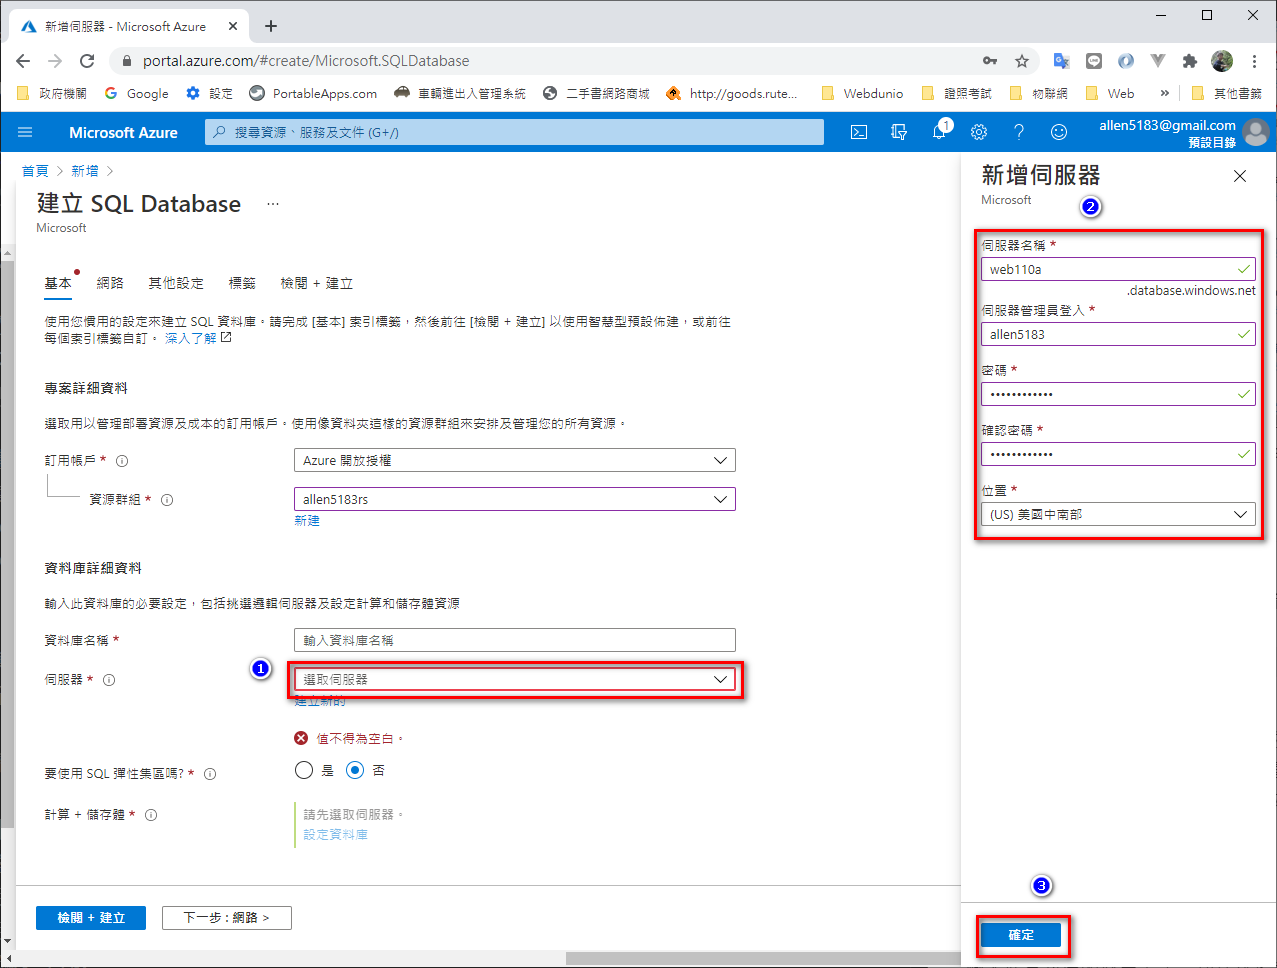 新增伺服器 - Microsoft Azure
portal.azure.com/#create/Microsoft.SQLDatabase
政府機關 Google 設定 PortableApps.com 車輛進出入管理系統 二手書網路商城 http://goods.rute... Webdunio 證照考試 物聯網 Web » 其他書籤
Microsoft Azure 搜尋資源、服務及文件 (G+/) 1 allen5183@gmail.com
預設目錄
首頁 > 新增 >
建立 SQL Database ...
Microsoft
基本 網路 其他設定 標籤 檢閱 + 建立
使用您慣用的設定來建立 SQL 資料庫。請完成 [基本] 索引標籤，然後前往 [檢閱 + 建立] 以使用智慧型預設佈建，或前往
每個索引標籤自訂。 深入了解
專案詳細資料
選取用以管理部署資源及成本的訂用帳戶。使用像資料夾這樣的資源群組來安排及管理您的所有資源。
訂用帳戶 * Azure 開放授權
資源群組 * allen5183rs
新建
資料庫詳細資料
輸入此資料庫的必要設定，包括挑選邏輯伺服器及設定計算和儲存體資源
資料庫名稱 * 輸入資料庫名稱
1
伺服器 * 選取伺服器
建立新的
值不得為空白。
要使用 SQL 彈性集區嗎? * 是 否
計算 + 儲存體 * 請先選取伺服器。
設定資料庫
檢閱 + 建立 下一步 : 網路 >
新增伺服器
Microsoft
2
伺服器名稱 *
web110a
.database.windows.net
伺服器管理員登入 *
allen5183
密碼 *
••••••••••••
確認密碼 *
••••••••••••
位置 *
(US) 美國中南部
3
確定